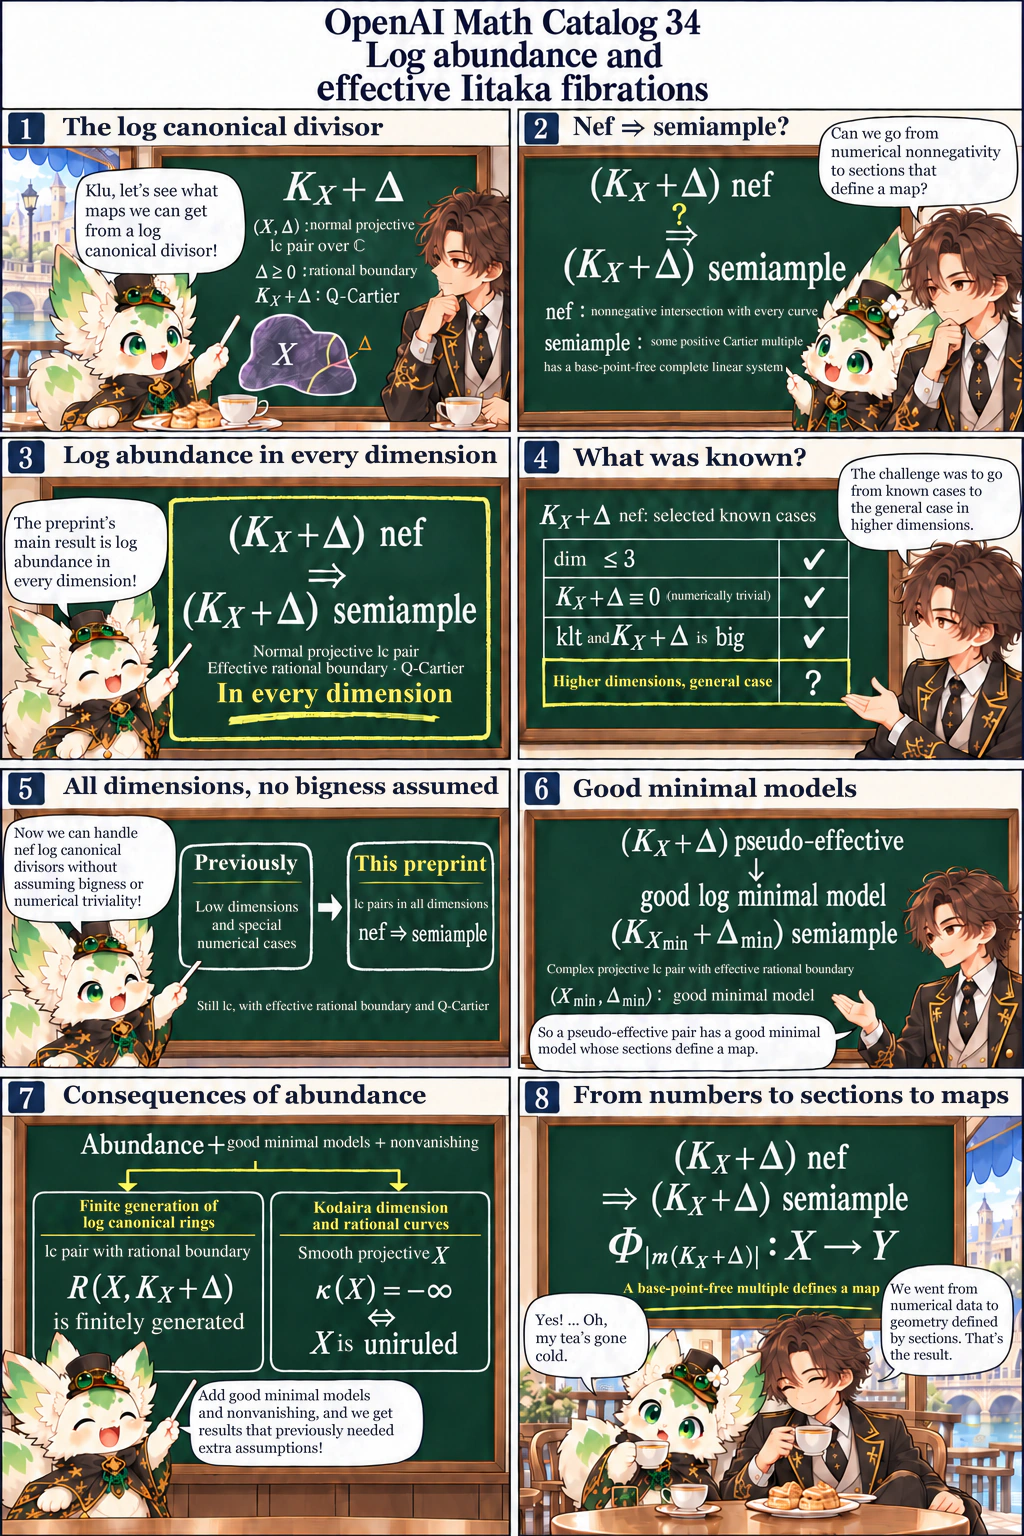 OpenAI Math Catalog 34
Log abundance and
effective Iitaka fibrations
1 The log canonical divisor
Klu, let's see what
maps we can get
from a log
canonical divisor!
K_X + Δ
(X, Δ) : normal projective
lc pair over ℂ
Δ ≥ 0 : rational boundary
K_X + Δ : Q-Cartier
X
Δ
2 Nef ⇒ semiample?
Can we go from
numerical nonnegativity
to sections that
define a map?
(K_X + Δ) nef
?
⇒
(K_X + Δ) semiample
nef : nonnegative intersection with every curve
semiample : some positive Cartier multiple
has a base-point-free complete linear system
3 Log abundance in every dimension
The preprint's
main result is log
abundance in
every dimension!
(K_X + Δ) nef
⇒
(K_X + Δ) semiample
Normal projective lc pair
Effective rational boundary · Q-Cartier
In every dimension
4 What was known?
The challenge was to go
from known cases to
the general case in
higher dimensions.
K_X + Δ nef: selected known cases
dim ≤ 3 ✓
K_X + Δ ≡ 0 (numerically trivial) ✓
klt and K_X + Δ is big ✓
Higher dimensions, general case ?
5 All dimensions, no bigness assumed
Now we can handle
nef log canonical
divisors without
assuming bigness or
numerical triviality!
Previously
Low dimensions
and special
numerical cases
→
This preprint
lc pairs in all dimensions
nef ⇒ semiample
Still lc, with effective rational boundary and Q-Cartier
6 Good minimal models
(K_X + Δ) pseudo-effective
↓
good log minimal model
(K_{X_min} + Δ_min) semiample
Complex projective lc pair with effective rational boundary
(X_min, Δ_min) : good minimal model
So a pseudo-effective pair has a good minimal
model whose sections define a map.
7 Consequences of abundance
Abundance + good minimal models + nonvanishing
Finite generation of
log canonical rings
lc pair with rational boundary
R(X, K_X + Δ)
is finitely generated
Kodaira dimension
and rational curves
Smooth projective X
κ(X) = −∞
⇔
X is uniruled
Add good minimal models
and nonvanishing, and we get
results that previously needed
extra assumptions!
8 From numbers to sections to maps
(K_X + Δ) nef
⇒ (K_X + Δ) semiample
Φ_{|m(K_X+Δ)|} : X → Y
A base-point-free multiple defines a map
Yes! ... Oh,
my tea's gone
cold.
We went from
numerical data to
geometry defined
by sections. That's
the result.